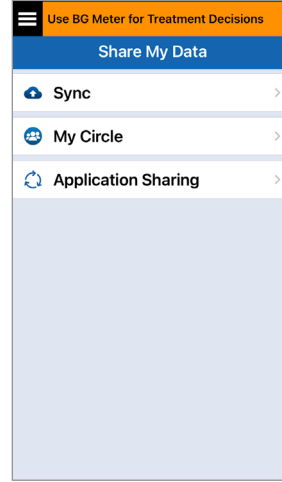 Use BG Meter for Treatment Decisions
Share My Data
Sync
My Circle
Application Sharing